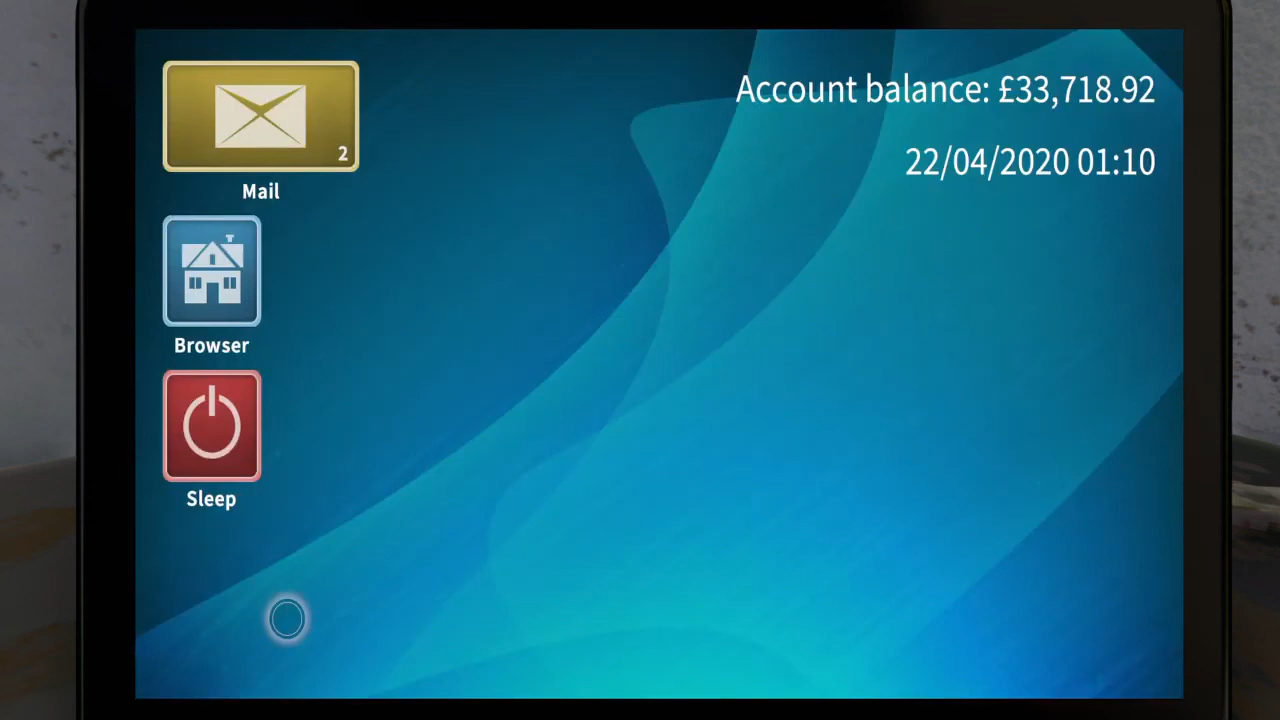 Account balance: £33,718.92
22/04/2020 01:10
2
Mail
Browser
Sleep